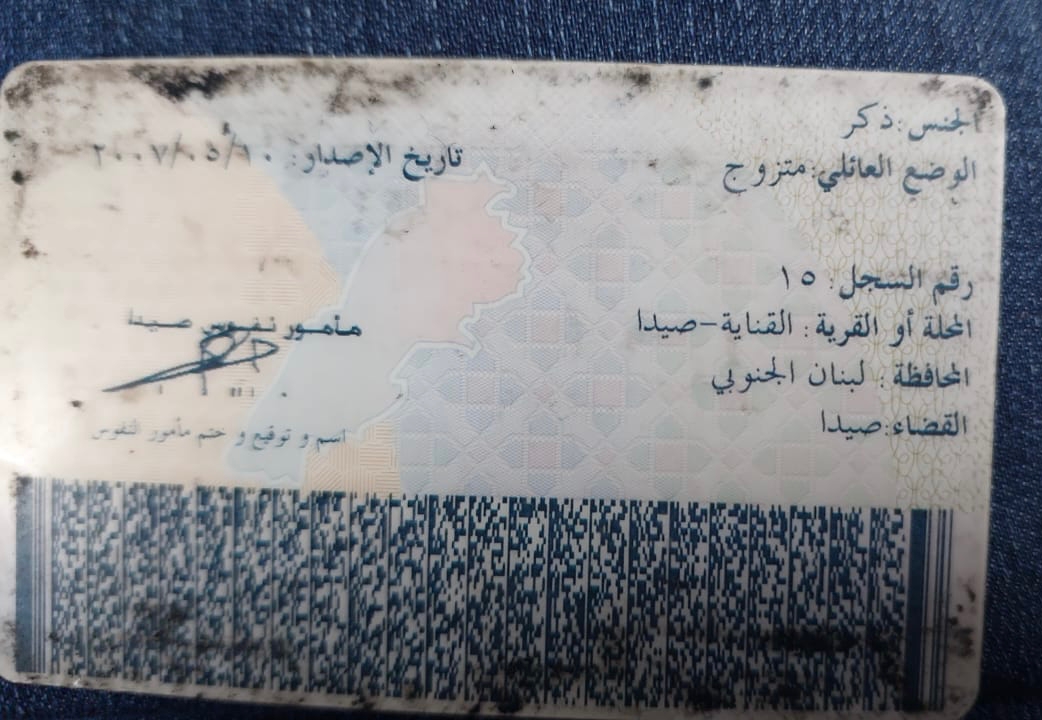 الجنس: ذكر
الوضع العائلي: متزوج
تاريخ الإصدار: ٢٠٠٧/٠٥/١٠
رقم السجل: ١٥
المحلة أو القرية: القناية-صيدا
المحافظة: لبنان الجنوبي
القضاء: صيدا
مأمور نفوس صيدا
اسم و توقيع و ختم مأمور النفوس